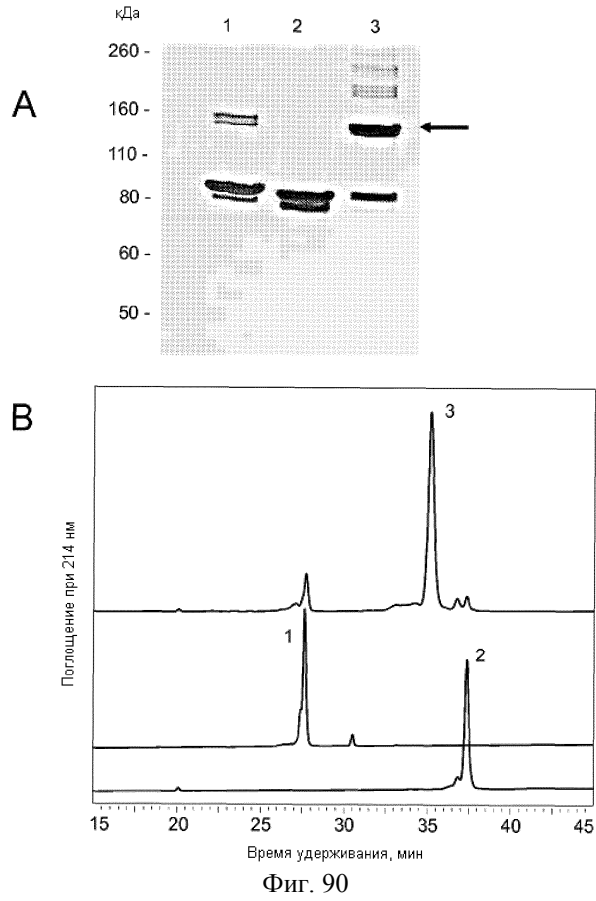 кДа
1 2 3
A
260 -
160 -
110 -
80 -
60 -
50 -
B
3
1
2
Поглощение при 214 нм
15 20 25 30 35 40 45
Время удерживания, мин
Фиг. 90